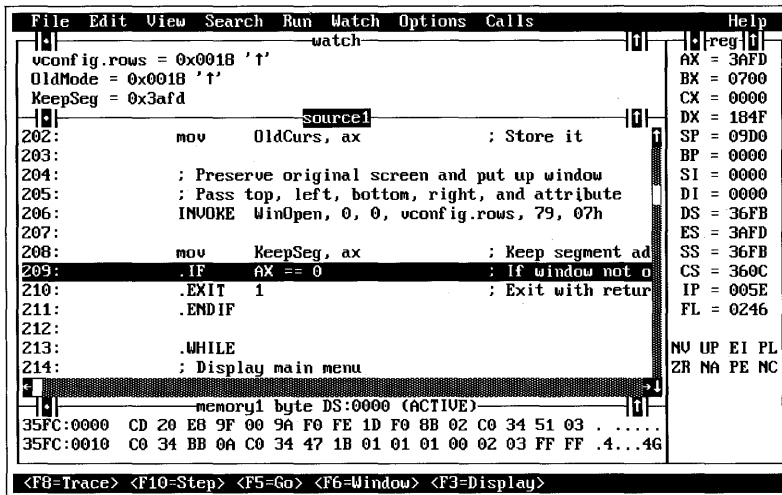 File Edit View Search Run Watch Options Calls Help
watch
vconfig.rows = 0x0018 '↑'
OldMode = 0x0018 '↑'
KeepSeg = 0x3afd
source1
202: mov OldCurs, ax ; Store it
203:
204: ; Preserve original screen and put up window
205: ; Pass top, left, bottom, right, and attribute
206: INVOKE WinOpen, 0, 0, vconfig.rows, 79, 07h
207:
208: mov KeepSeg, ax ; Keep segment ad
209: .IF AX == 0 ; If window not o
210: .EXIT 1 ; Exit with retur
211: .ENDIF
212:
213: .WHILE
214: ; Display main menu
memory1 byte DS:0000 (ACTIVE)
35FC:0000 CD 20 E8 9F 00 9A F0 FE 1D F0 8B 02 C0 34 51 03 . .....
35FC:0010 C0 34 BB 0A C0 34 47 1B 01 01 01 00 02 03 FF FF .4...4G
reg
AX = 3AFD
BX = 0700
CX = 0000
DX = 184F
SP = 09D0
BP = 0000
SI = 0000
DI = 0000
DS = 36FB
ES = 3AFD
SS = 36FB
CS = 360C
IP = 005E
FL = 0246
NV UP EI PL
ZR NA PE NC
<F8=Trace> <F10=Step> <F5=Go> <F6=Window> <F3=Display>